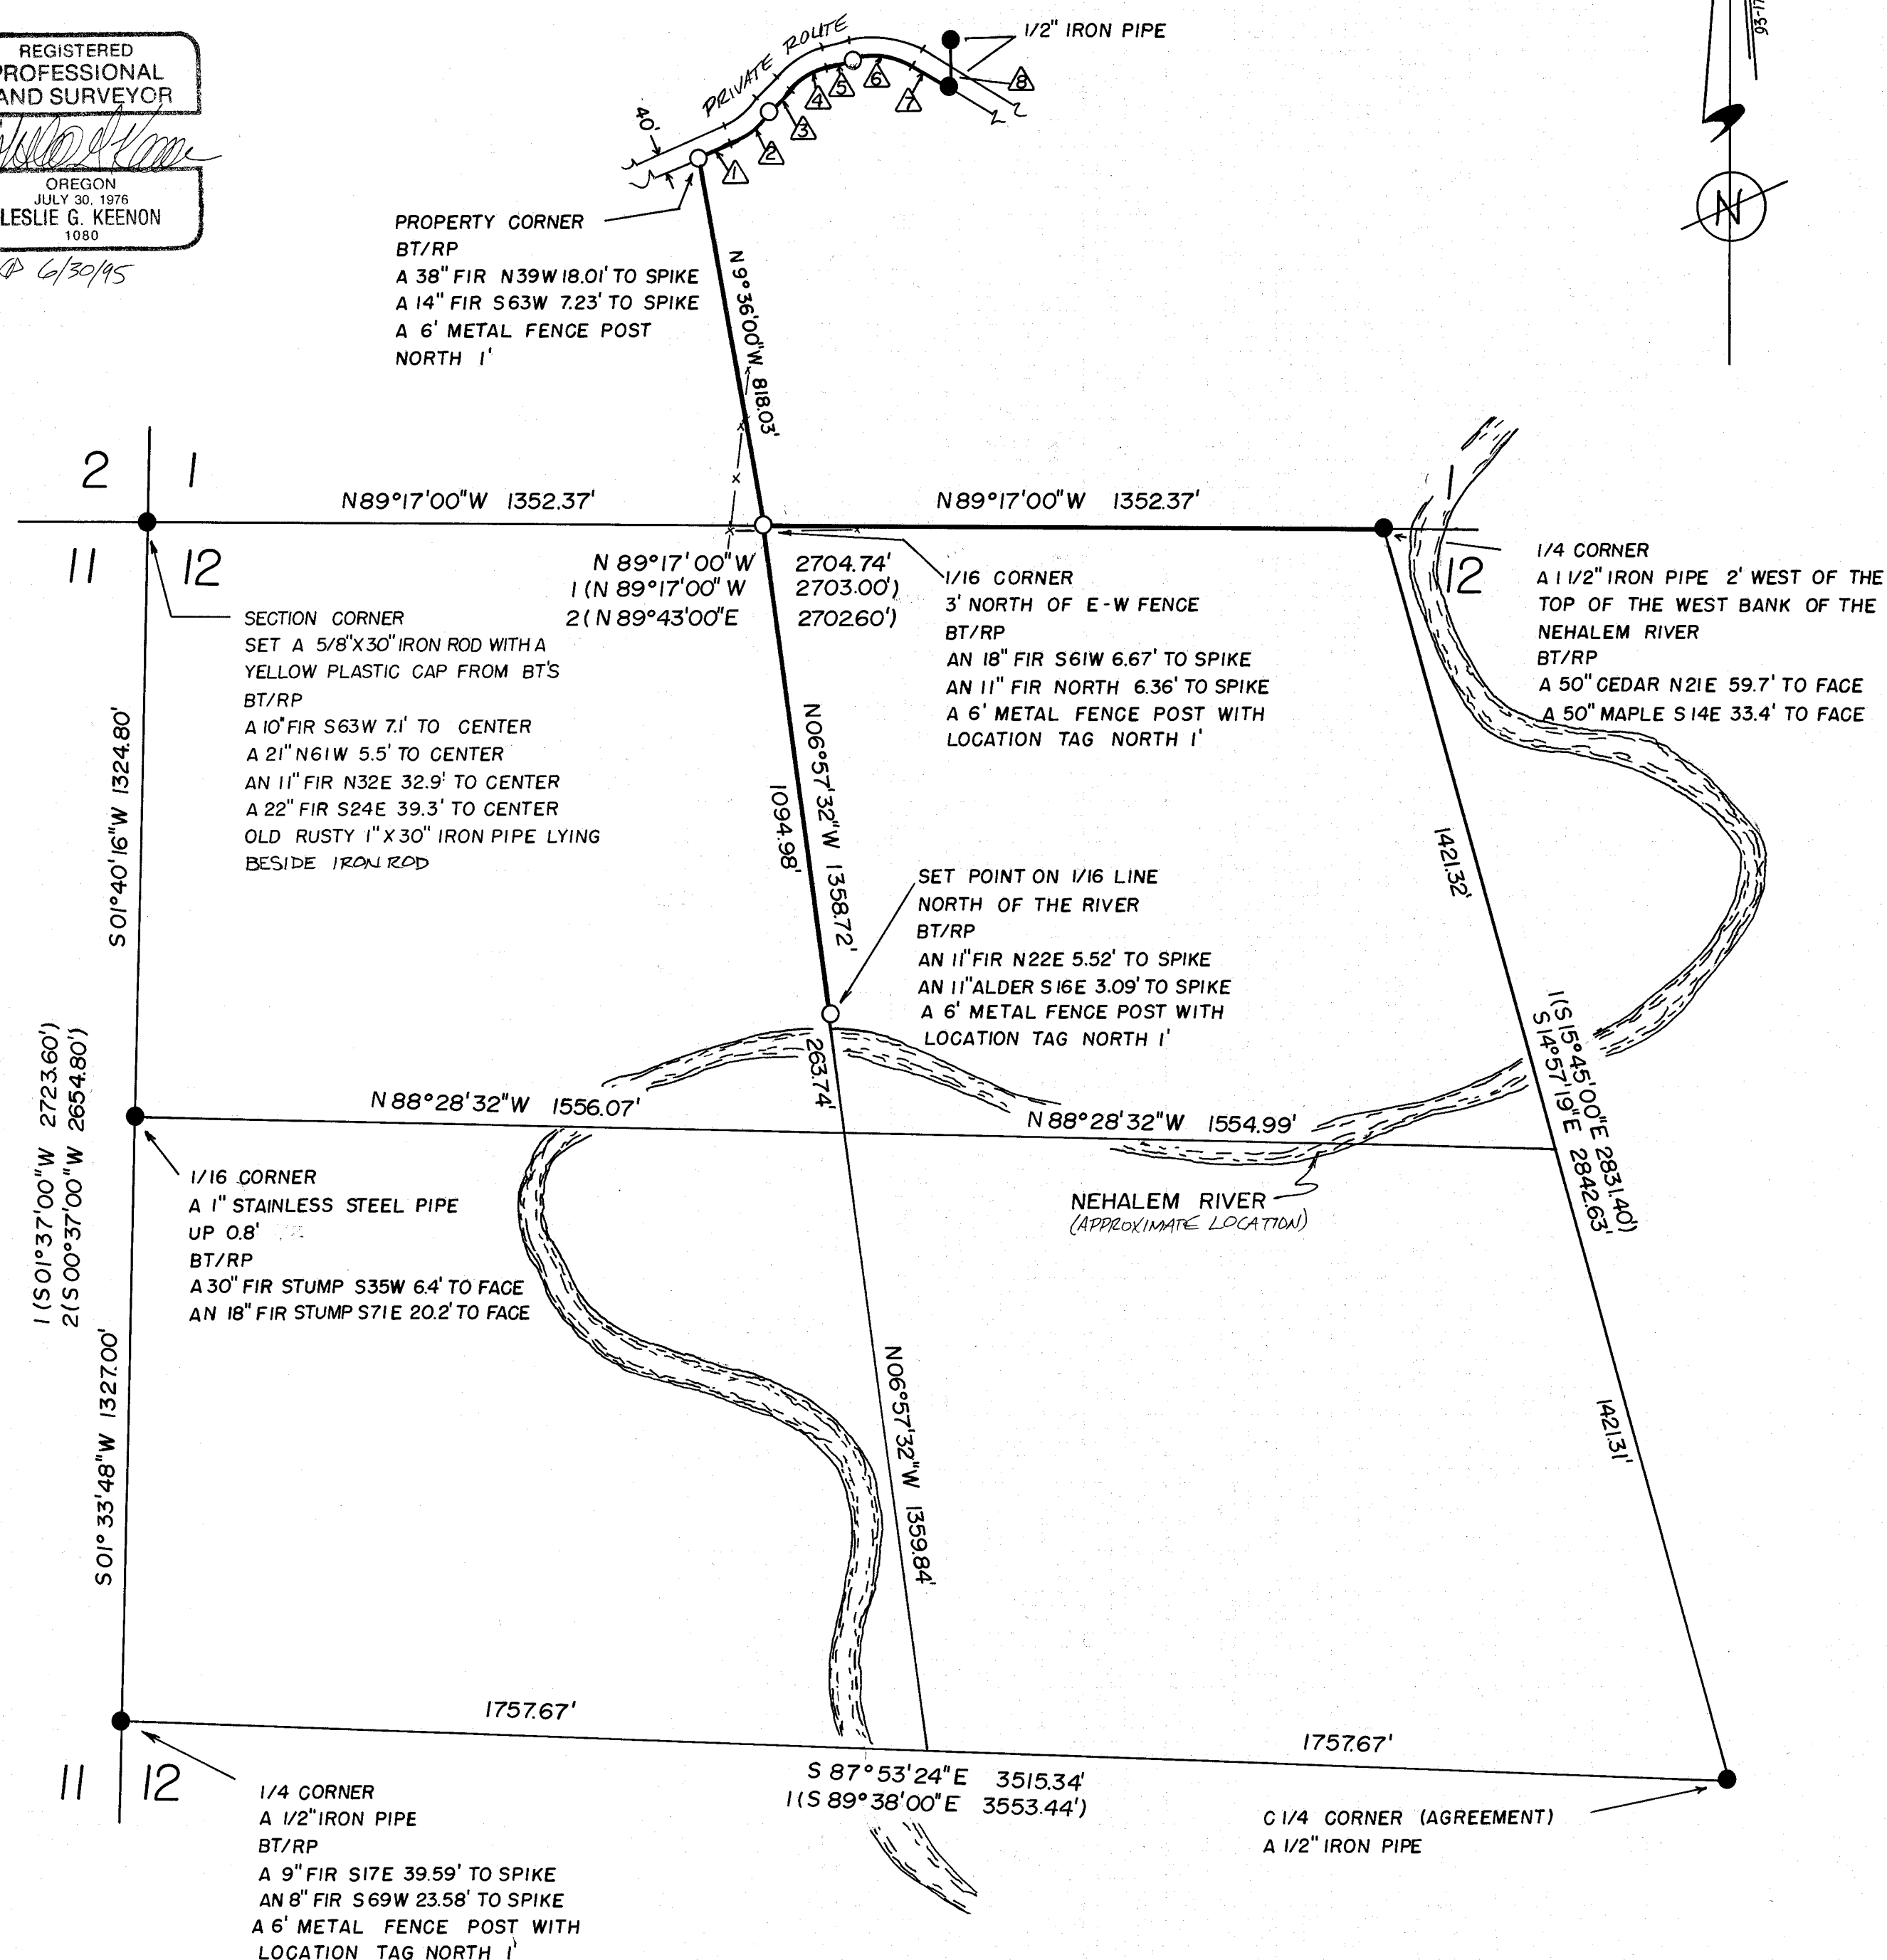 REGISTERED
PROFESSIONAL
LAND SURVEYOR
OREGON
JULY 30, 1976
LESLIE G. KEENON
1080
6/30/95
93-17
N
PRIVATE ROUTE
1/2" IRON PIPE
40'
1
2
3
4
5
6
7
8
PROPERTY CORNER
BT/RP
A 38" FIR N39W 18.01' TO SPIKE
A 14" FIR S63W 7.23' TO SPIKE
A 6' METAL FENCE POST
NORTH 1'
N9°36'00"W 818.03'
2 1
11 12
N89°17'00"W 1352.37'
N89°17'00"W 1352.37'
N 89°17'00"W 2704.74'
1 (N 89°17'00"W 2703.00')
2 (N 89°43'00"E 2702.60')
1
12
1/4 CORNER
A 1 1/2" IRON PIPE 2' WEST OF THE
TOP OF THE WEST BANK OF THE
NEHALEM RIVER
BT/RP
A 50" CEDAR N21E 59.7' TO FACE
A 50" MAPLE S14E 33.4' TO FACE
1/16 CORNER
3' NORTH OF E-W FENCE
BT/RP
AN 18" FIR S61W 6.67' TO SPIKE
AN 11" FIR NORTH 6.36' TO SPIKE
A 6' METAL FENCE POST WITH
LOCATION TAG NORTH 1'
SECTION CORNER
SET A 5/8"X30" IRON ROD WITH A
YELLOW PLASTIC CAP FROM BT'S
BT/RP
A 10" FIR S63W 7.1' TO CENTER
A 21" N61W 5.5' TO CENTER
AN 11" FIR N32E 32.9' TO CENTER
A 22" FIR S24E 39.3' TO CENTER
OLD RUSTY 1" X 30" IRON PIPE LYING
BESIDE IRON ROD
S01°40'16"W 1324.80'
N06°57'32"W 1358.72'
1094.98'
1421.32'
SET POINT ON 1/16 LINE
NORTH OF THE RIVER
BT/RP
AN 11" FIR N22E 5.52' TO SPIKE
AN 11" ALDER S16E 3.09' TO SPIKE
A 6' METAL FENCE POST WITH
LOCATION TAG NORTH 1'
263.74'
1 (S15°45'00"E 2831.40')
S14°57'19"E 2842.63'
1 (S01°37'00"W 2723.60')
2 (S00°37'00"W 2654.80')
N88°28'32"W 1556.07'
N88°28'32"W 1554.99'
1/16 CORNER
A 1" STAINLESS STEEL PIPE
UP 0.8'
BT/RP
A 30" FIR STUMP S35W 6.4' TO FACE
AN 18" FIR STUMP S71E 20.2' TO FACE
NEHALEM RIVER
(APPROXIMATE LOCATION)
S01°33'48"W 1327.00'
N06°57'32"W 1359.84'
1421.31'
1757.67'
1757.67'
S 87°53'24"E 3515.34'
1 (S 89°38'00"E 3553.44')
11 12
1/4 CORNER
A 1/2" IRON PIPE
BT/RP
A 9" FIR S17E 39.59' TO SPIKE
AN 8" FIR S69W 23.58' TO SPIKE
A 6' METAL FENCE POST WITH
LOCATION TAG NORTH 1'
C 1/4 CORNER (AGREEMENT)
A 1/2" IRON PIPE